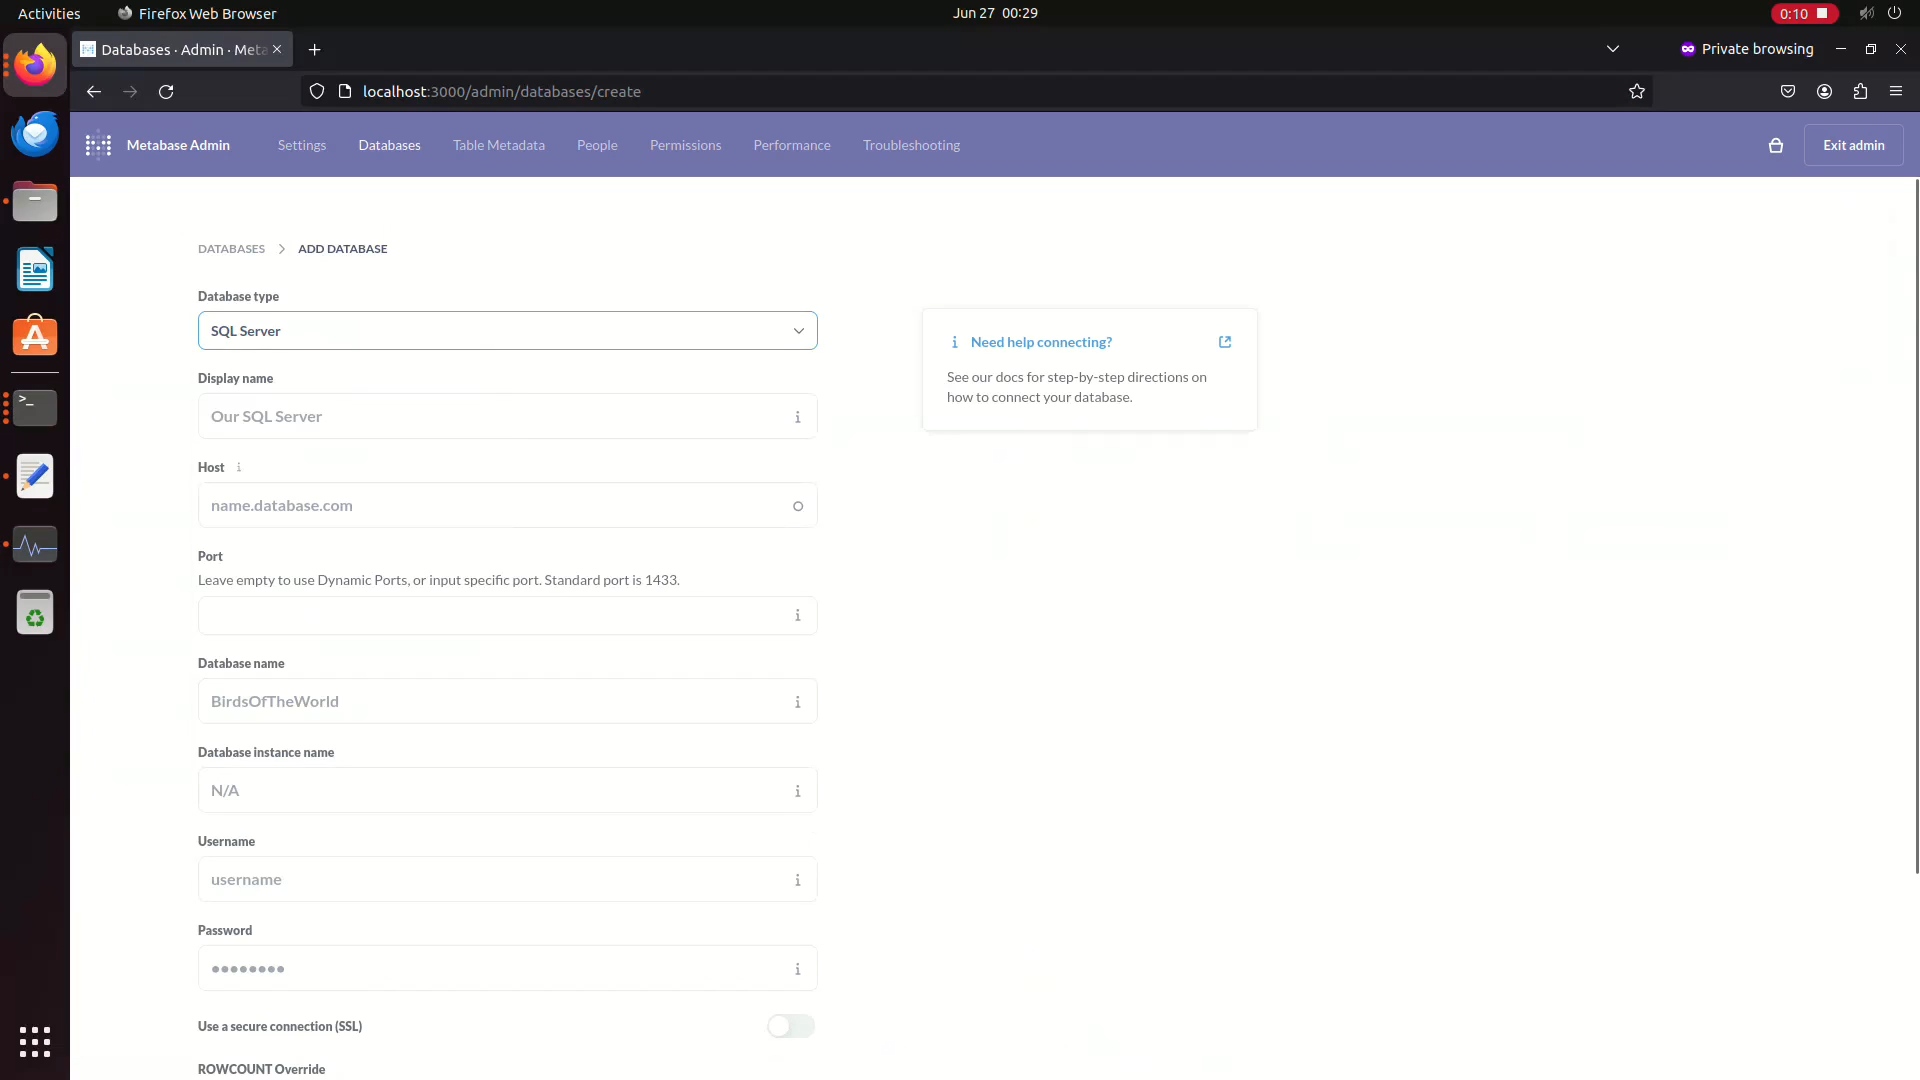 Activities
Firefox Web Browser
Jun 27 00:29
0:10
Databases · Admin · Meta
Private browsing
localhost:3000/admin/databases/create
Metabase Admin
Settings
Databases
Table Metadata
People
Permissions
Performance
Troubleshooting
Exit admin
DATABASES
ADD DATABASE
Database type
SQL Server
Need help connecting?
See our docs for step-by-step directions on
how to connect your database.
Display name
Our SQL Server
Host
name.database.com
Port
Leave empty to use Dynamic Ports, or input specific port. Standard port is 1433.
Database name
BirdsOfTheWorld
Database instance name
N/A
Username
username
Password
••••••••
Use a secure connection (SSL)
ROWCOUNT Override